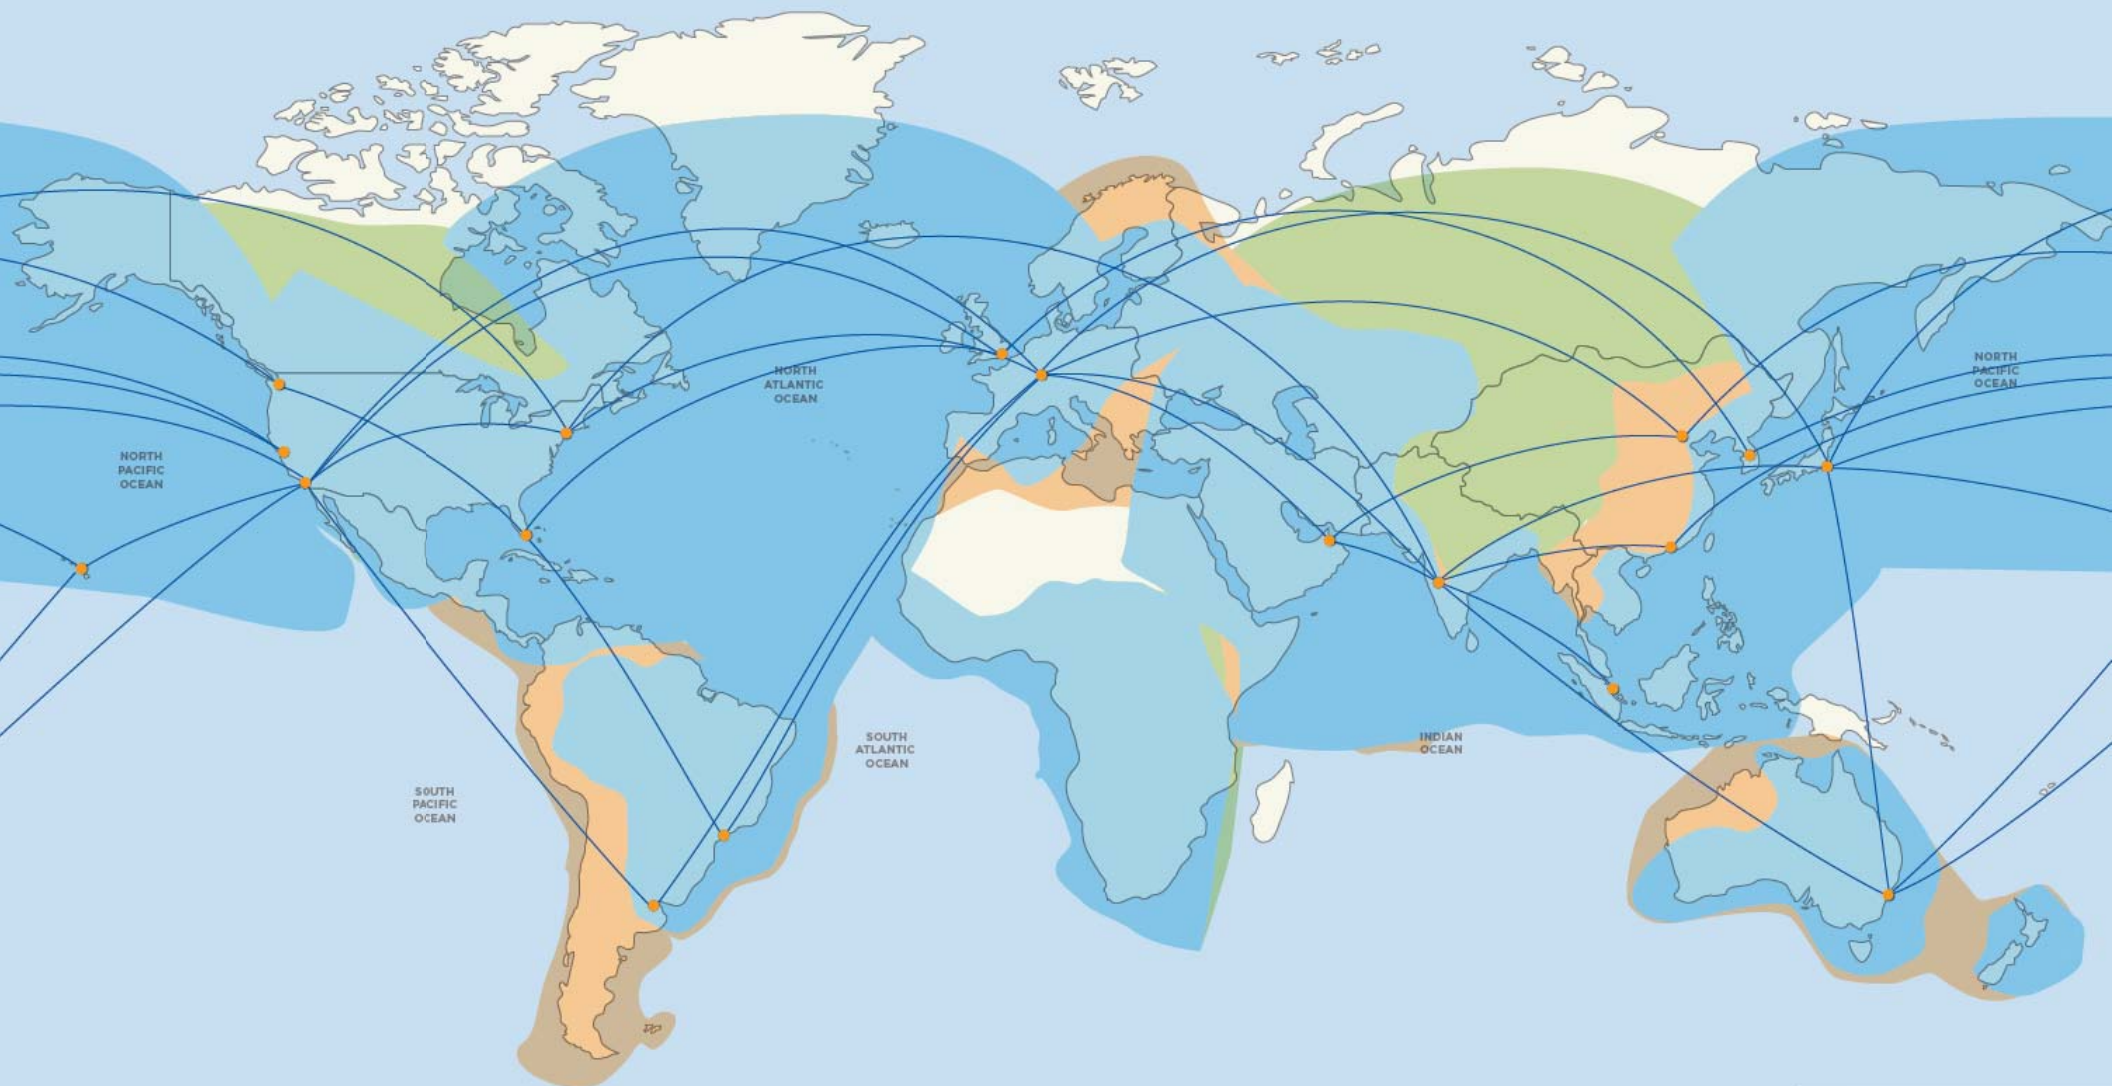 NORTH
PACIFIC
OCEAN
NORTH
ATLANTIC
OCEAN
NORTH
PACIFIC
OCEAN
SOUTH
PACIFIC
OCEAN
SOUTH
ATLANTIC
OCEAN
INDIAN
OCEAN